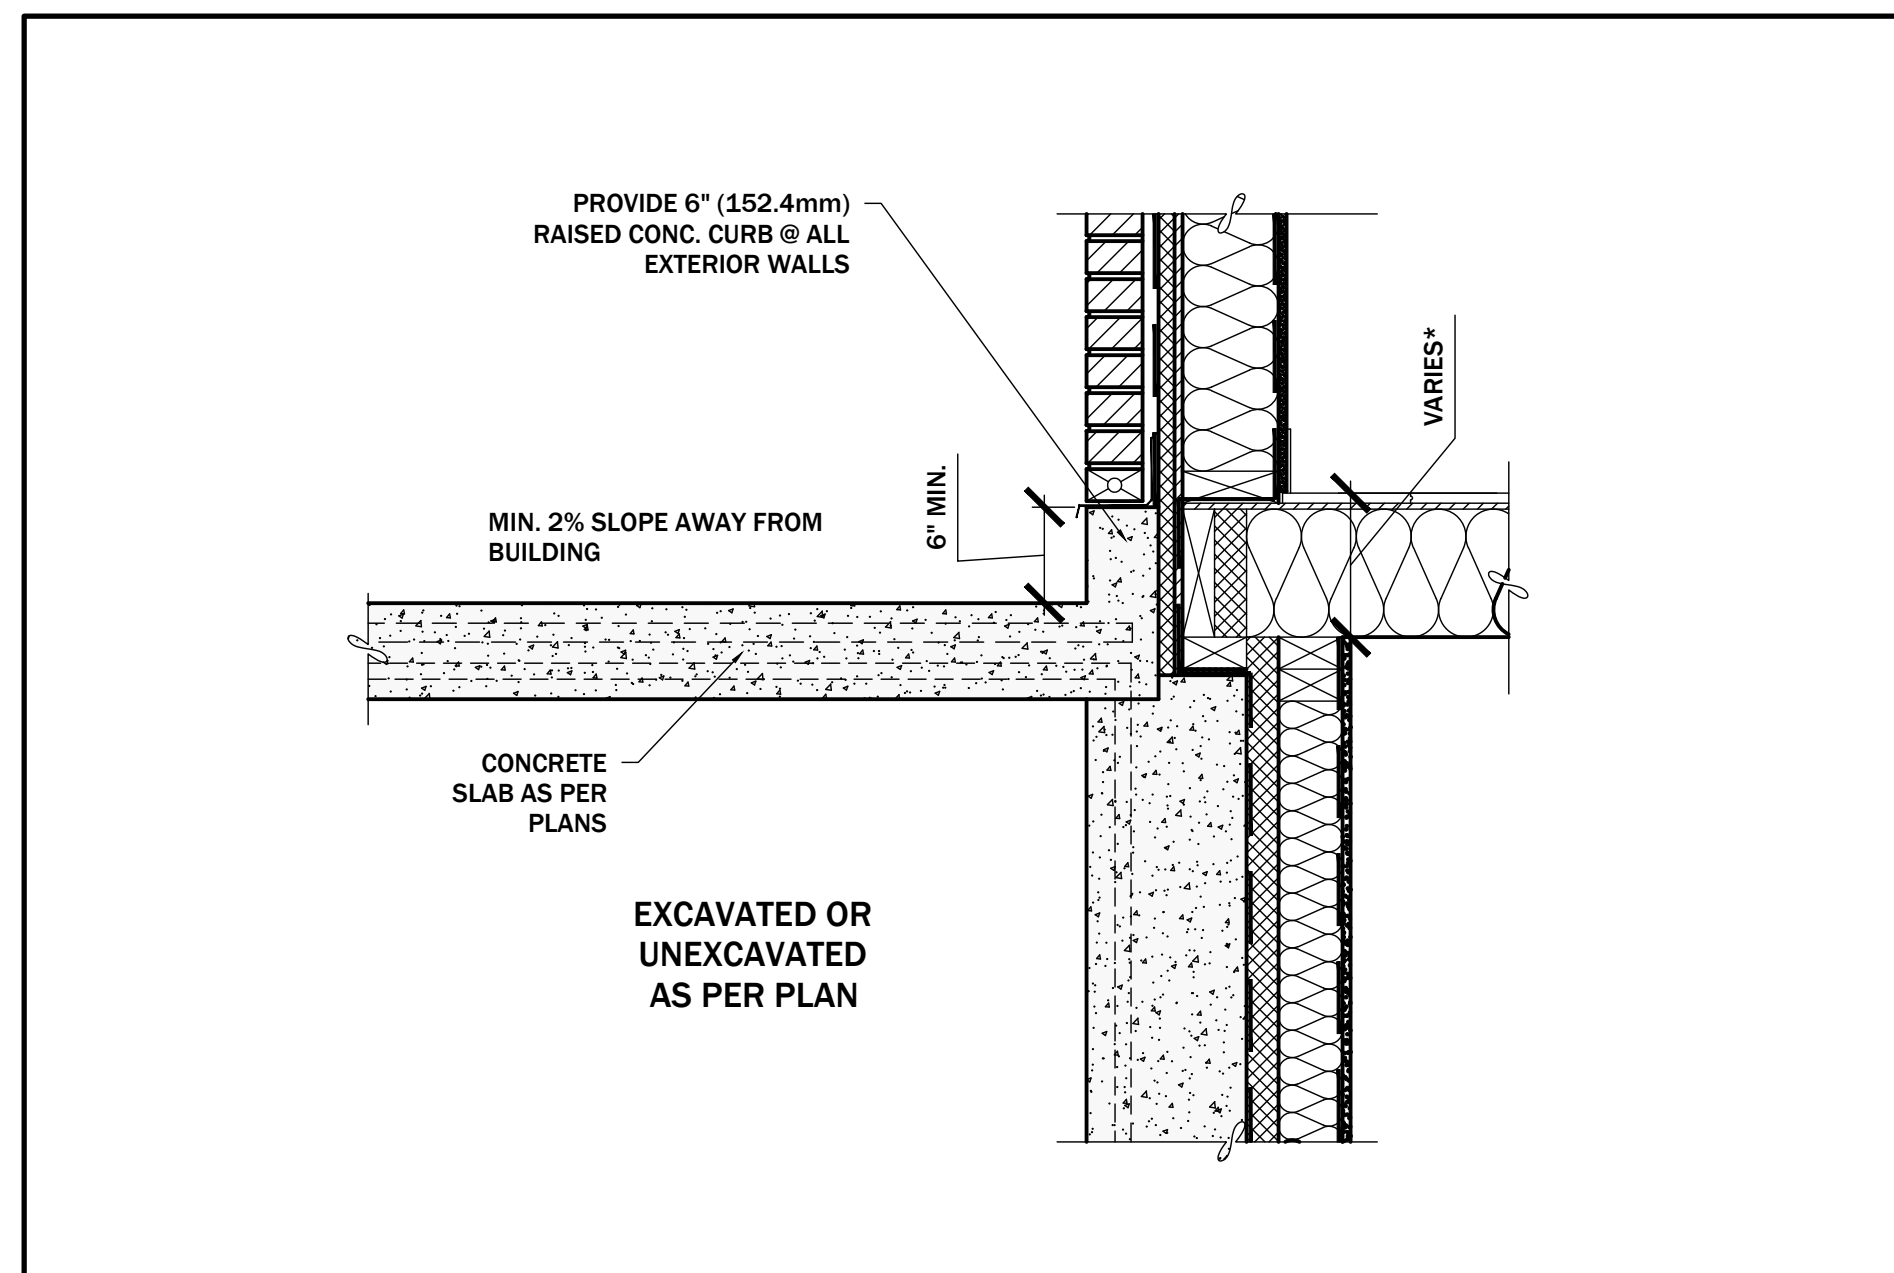 PROVIDE 6" (152.4mm)
RAISED CONC. CURB @ ALL
EXTERIOR WALLS
VARIES*
6" MIN.
MIN. 2% SLOPE AWAY FROM
BUILDING
CONCRETE
SLAB AS PER
PLANS
EXCAVATED OR
UNEXCAVATED
AS PER PLAN